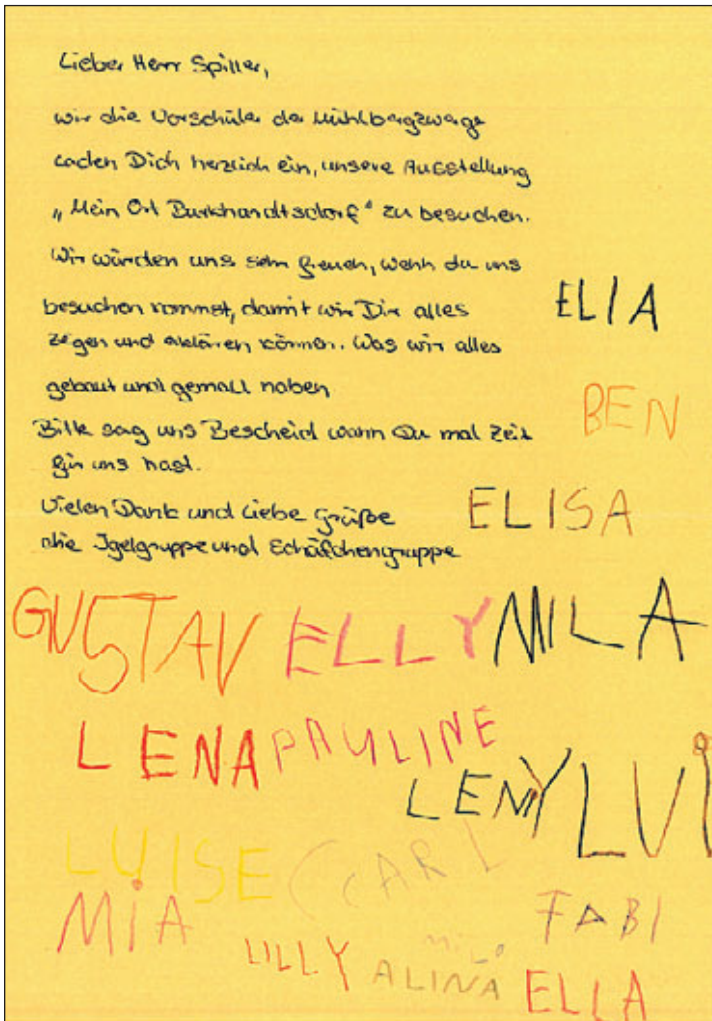 Lieber Herr Spiller,
wir die Vorschüler der Mühlbergzwerge
laden Dich herzlich ein, unsere Ausstellung
„Mein Ort Burkhardtsdorf" zu besuchen.
Wir würden uns sehr freuen, wenn du uns
besuchen kommst, damit wir Dir alles
zeigen und erklären können. Was wir alles
gebaut und gemalt haben
Bitte sag uns Bescheid wann Du mal Zeit
für uns hast.
Vielen Dank und Liebe Grüße
die Igelgruppe und Schäfchengruppe
ELIA
BEN
ELISA
GUSTAV ELLY MILA
LENA PAULINE
LENY LUI
LUISE CARL
MIA FABI
LILLY MILO ALINA ELLA